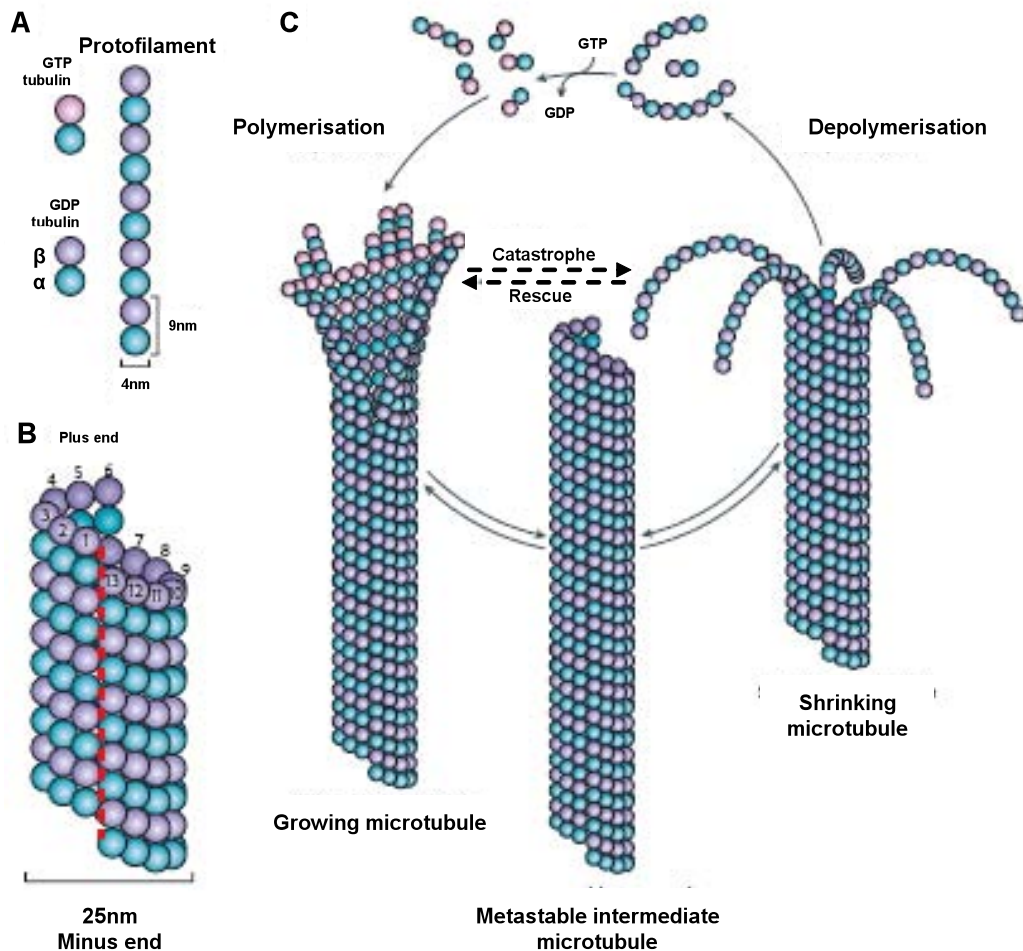 A
Protofilament
GTP
tubulin
GDP
tubulin
β
α
9nm
4nm
B
Plus end
4
5
6
3
2
1
7
8
9
13
12
11
10
25nm
Minus end
C
GTP
GDP
Polymerisation
Depolymerisation
Catastrophe
Rescue
Growing microtubule
Metastable intermediate
microtubule
Shrinking
microtubule